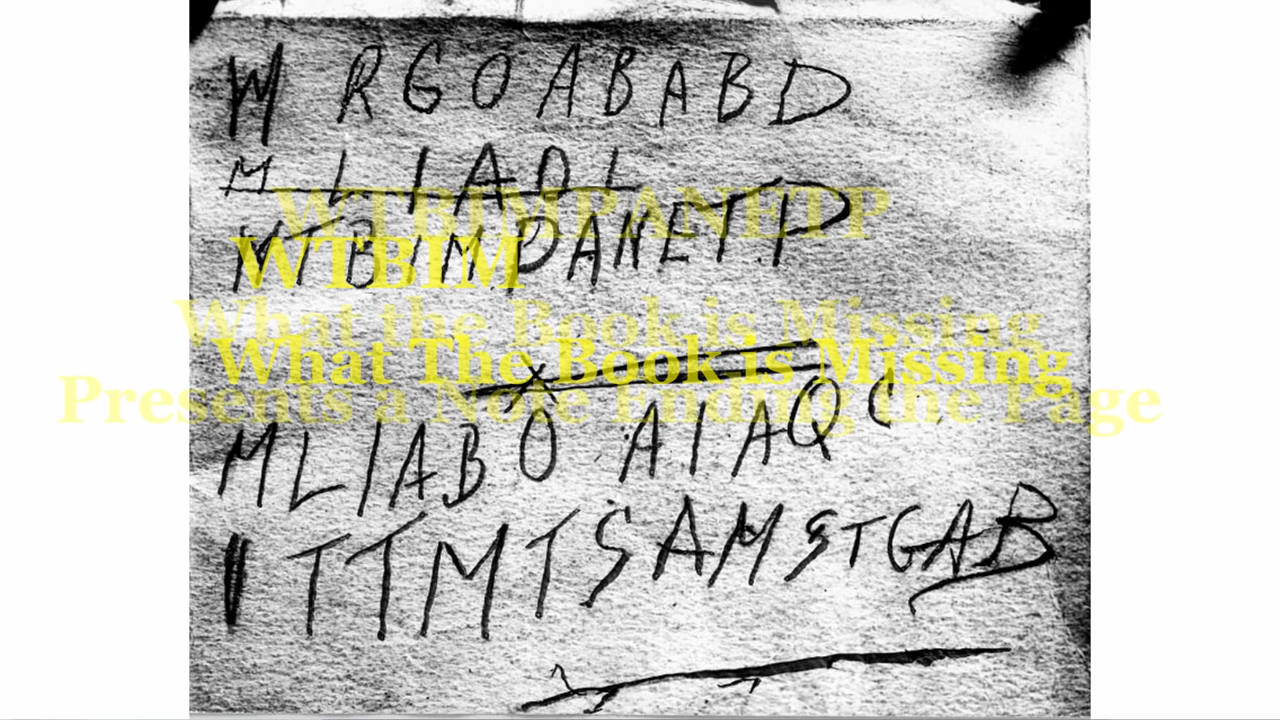 W RGOABABD
MLIAOI
WTBIMPANETP
WTBIMPANETP
WTBIM
What the Book is Missing
What The Book is Missing
Presents a Note Ending the Page
MLIABO AIAQC
ITTMTSAMSTGAB